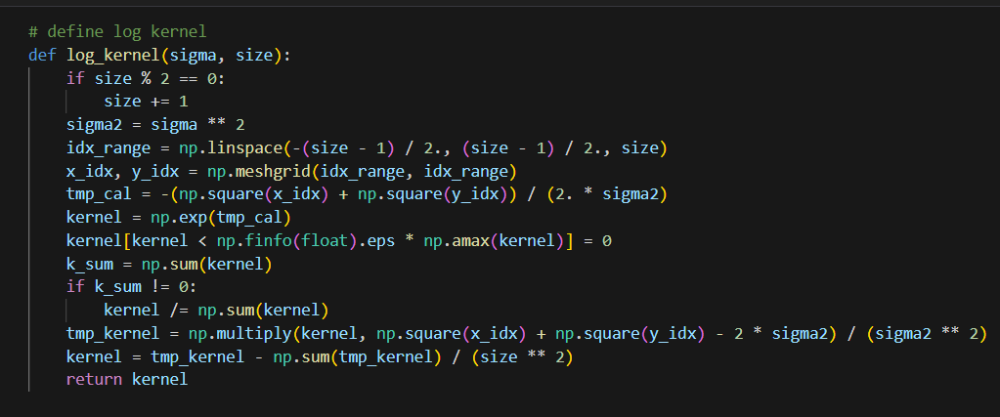 # define log kernel
def log_kernel(sigma, size):
    if size % 2 == 0:
        size += 1
    sigma2 = sigma ** 2
    idx_range = np.linspace(-(size - 1) / 2., (size - 1) / 2., size)
    x_idx, y_idx = np.meshgrid(idx_range, idx_range)
    tmp_cal = -(np.square(x_idx) + np.square(y_idx)) / (2. * sigma2)
    kernel = np.exp(tmp_cal)
    kernel[kernel < np.finfo(float).eps * np.amax(kernel)] = 0
    k_sum = np.sum(kernel)
    if k_sum != 0:
        kernel /= np.sum(kernel)
    tmp_kernel = np.multiply(kernel, np.square(x_idx) + np.square(y_idx) - 2 * sigma2) / (sigma2 ** 2)
    kernel = tmp_kernel - np.sum(tmp_kernel) / (size ** 2)
    return kernel